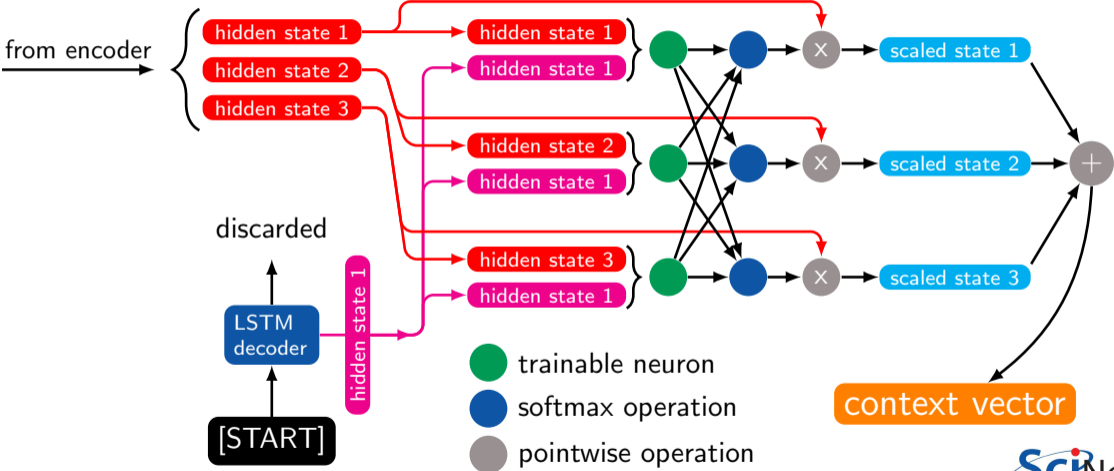 from encoder
hidden state 1
hidden state 2
hidden state 3
hidden state 1
hidden state 1
hidden state 2
hidden state 1
hidden state 3
hidden state 1
x
x
x
scaled state 1
scaled state 2
scaled state 3
+
discarded
LSTM
decoder
hidden state 1
[START]
trainable neuron
softmax operation
pointwise operation
context vector